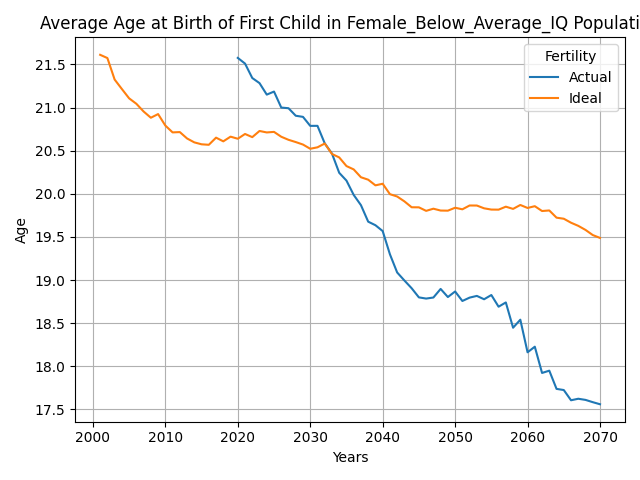 Average Age at Birth of First Child in Female_Below_Average_IQ Populati
Fertility
Actual
Ideal
21.5
21.0
20.5
20.0
19.5
19.0
18.5
18.0
17.5
Age
2000 2010 2020 2030 2040 2050 2060 2070
Years